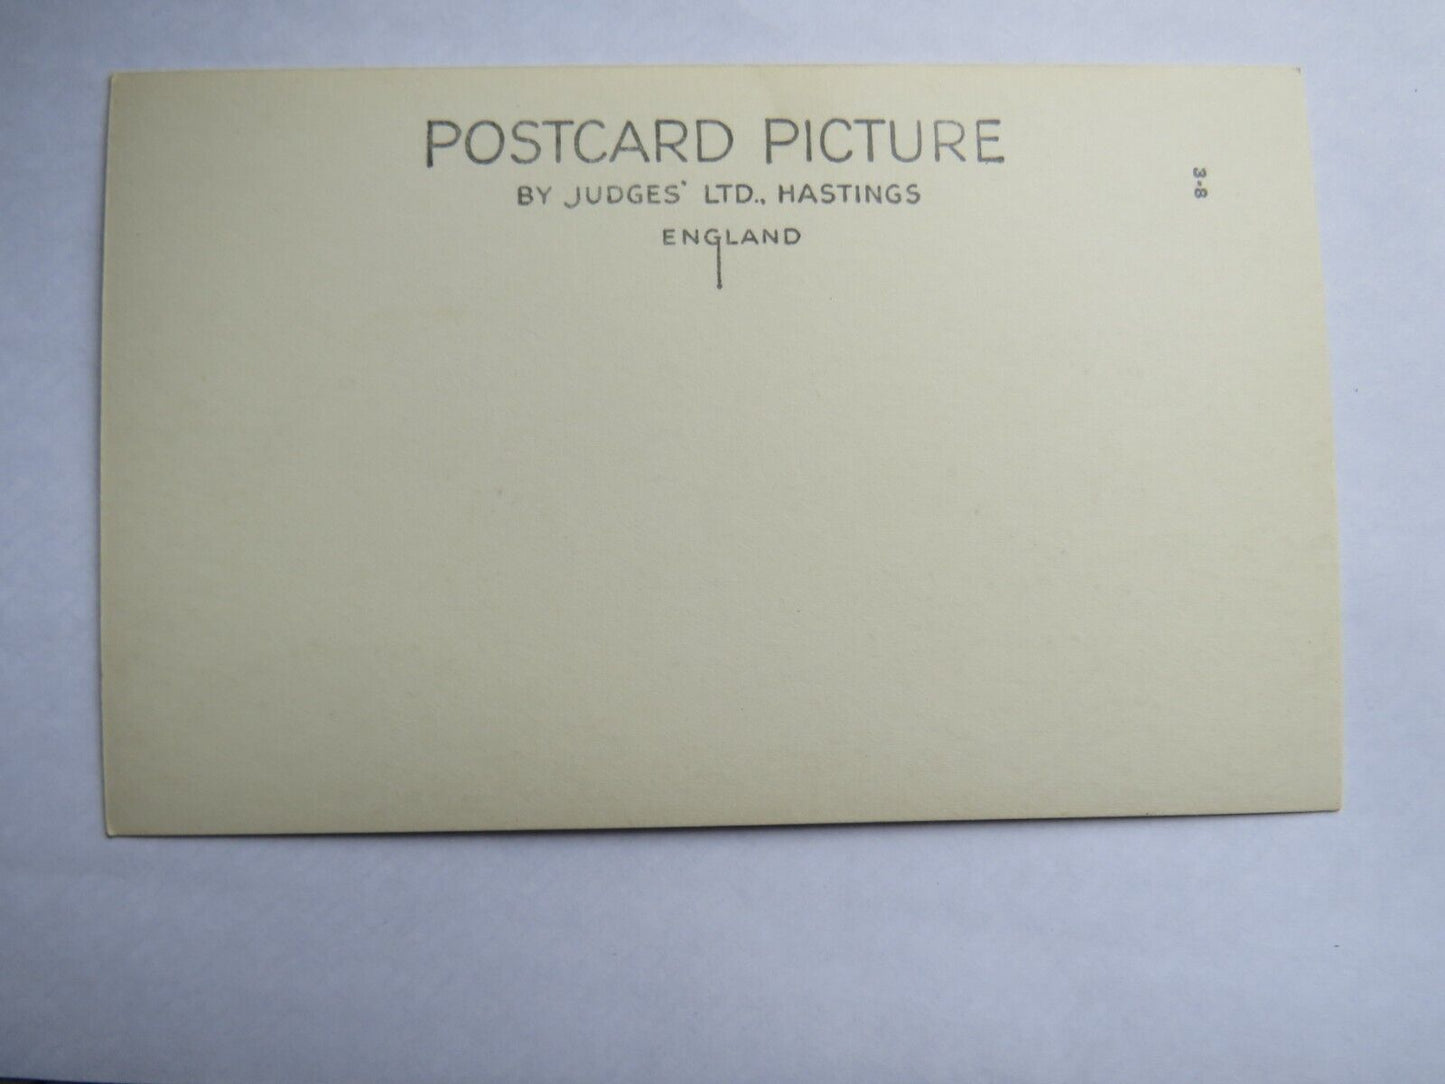 POSTCARD PICTURE
BY JUDGES' LTD., HASTINGS
ENGLAND
3-8